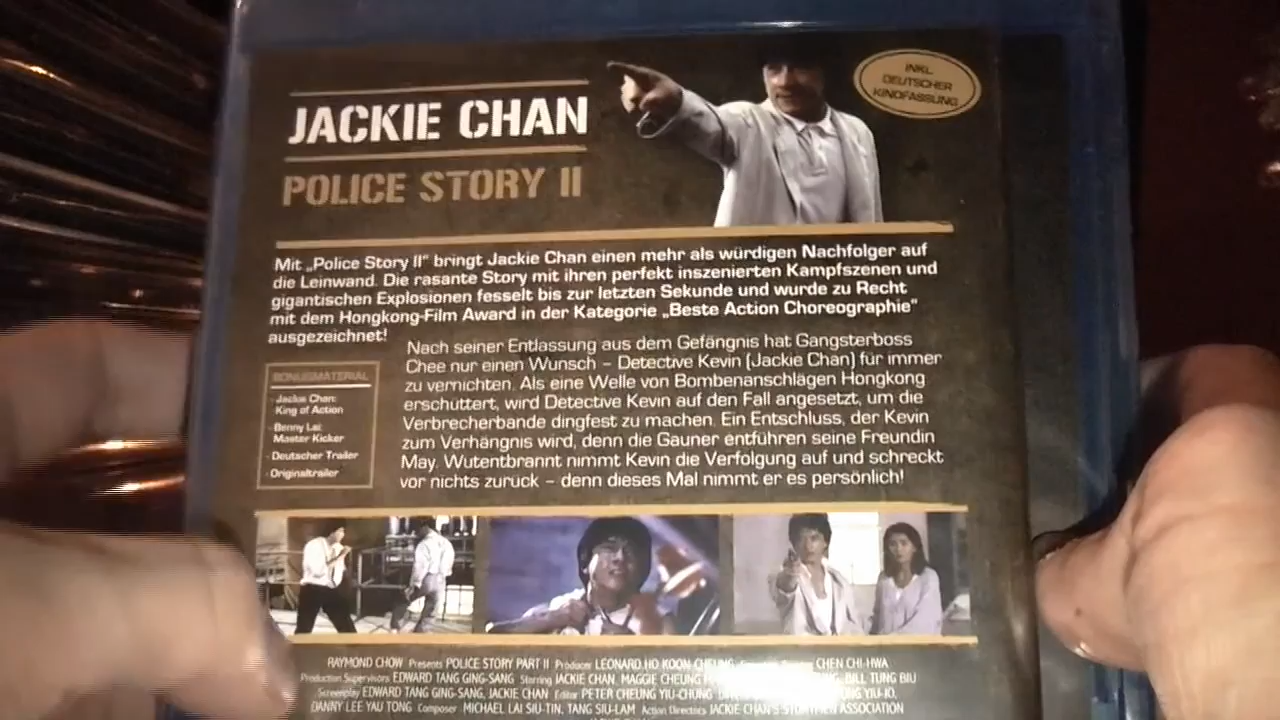 INKL.
DEUTSCHER
KINOFASSUNG
JACKIE CHAN
POLICE STORY II
Mit „Police Story II" bringt Jackie Chan einen mehr als würdigen Nachfolger auf
die Leinwand. Die rasante Story mit ihren perfekt inszenierten Kampfszenen und
gigantischen Explosionen fesselt bis zur letzten Sekunde und wurde zu Recht
mit dem Hongkong-Film Award in der Kategorie „Beste Action Choreographie"
ausgezeichnet!
Nach seiner Entlassung aus dem Gefängnis hat Gangsterboss
Chee nur einen Wunsch – Detective Kevin (Jackie Chan) für immer
zu vernichten. Als eine Welle von Bombenanschlägen Hongkong
erschüttert, wird Detective Kevin auf den Fall angesetzt, um die
Verbrecherbande dingfest zu machen. Ein Entschluss, der Kevin
zum Verhängnis wird, denn die Gauner entführen seine Freundin
May. Wutentbrannt nimmt Kevin die Verfolgung auf und schreckt
vor nichts zurück – denn dieses Mal nimmt er es persönlich!
BONUSMATERIAL
- Jackie Chan:
King of Action
- Benny Lai:
Master Kicker
- Deutscher Trailer
- Originaltrailer
RAYMOND CHOW Presents POLICE STORY PART II Producer LEONARD HO KOON-CHEUNG CHEN CHI-HWA
Production Supervisors EDWARD TANG GING-SANG Starring JACKIE CHAN, MAGGIE CHEUNG BILL TUNG BIU
Screenplay EDWARD TANG GING-SANG, JACKIE CHAN Editor PETER CHEUNG YIU-CHUNG
DANNY LEE YAU TONG Composer MICHAEL LAI SIU-TIN, TANG SIU-LAM Action Directors JACKIE CHAN'S ASSOCIATION